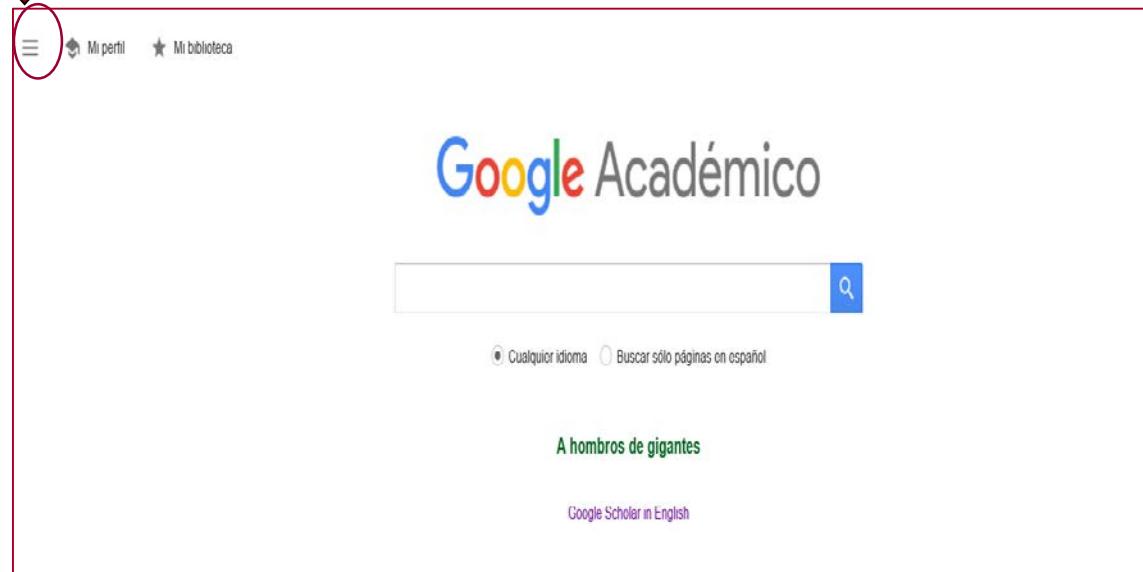 Mi perfil Mi biblioteca
Google Académico
Cualquier idioma Buscar sólo páginas en español
A hombros de gigantes
Google Scholar in English